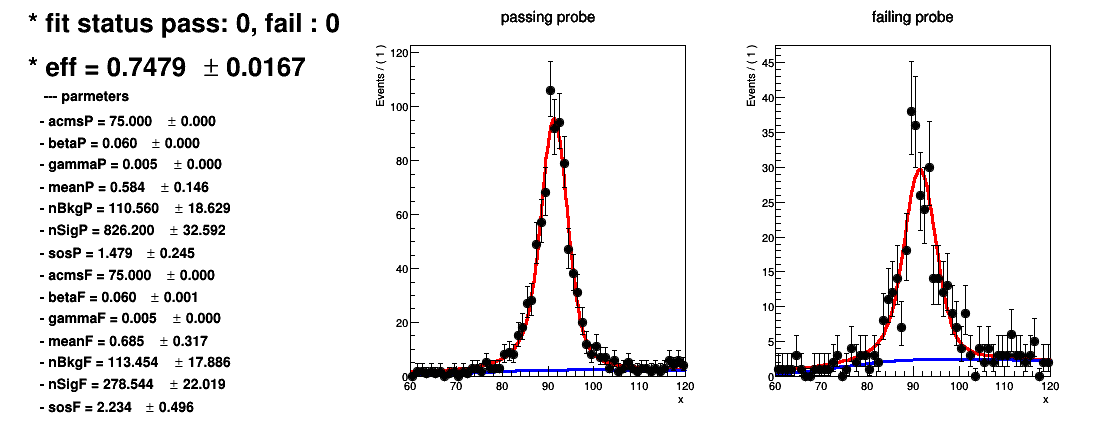 * fit status pass: 0, fail : 0
* eff = 0.7479 ± 0.0167
--- parmeters
- acmsP = 75.000 ± 0.000
- betaP = 0.060 ± 0.000
- gammaP = 0.005 ± 0.000
- meanP = 0.584 ± 0.146
- nBkgP = 110.560 ± 18.629
- nSigP = 826.200 ± 32.592
- sosP = 1.479 ± 0.245
- acmsF = 75.000 ± 0.000
- betaF = 0.060 ± 0.001
- gammaF = 0.005 ± 0.000
- meanF = 0.685 ± 0.317
- nBkgF = 113.454 ± 17.886
- nSigF = 278.544 ± 22.019
- sosF = 2.234 ± 0.496
passing probe
Events / ( 1 )
120
100
80
60
40
20
0
60 70 80 90 100 110 120
x
failing probe
Events / ( 1 )
45
40
35
30
25
20
15
10
5
0
60 70 80 90 100 110 120
x